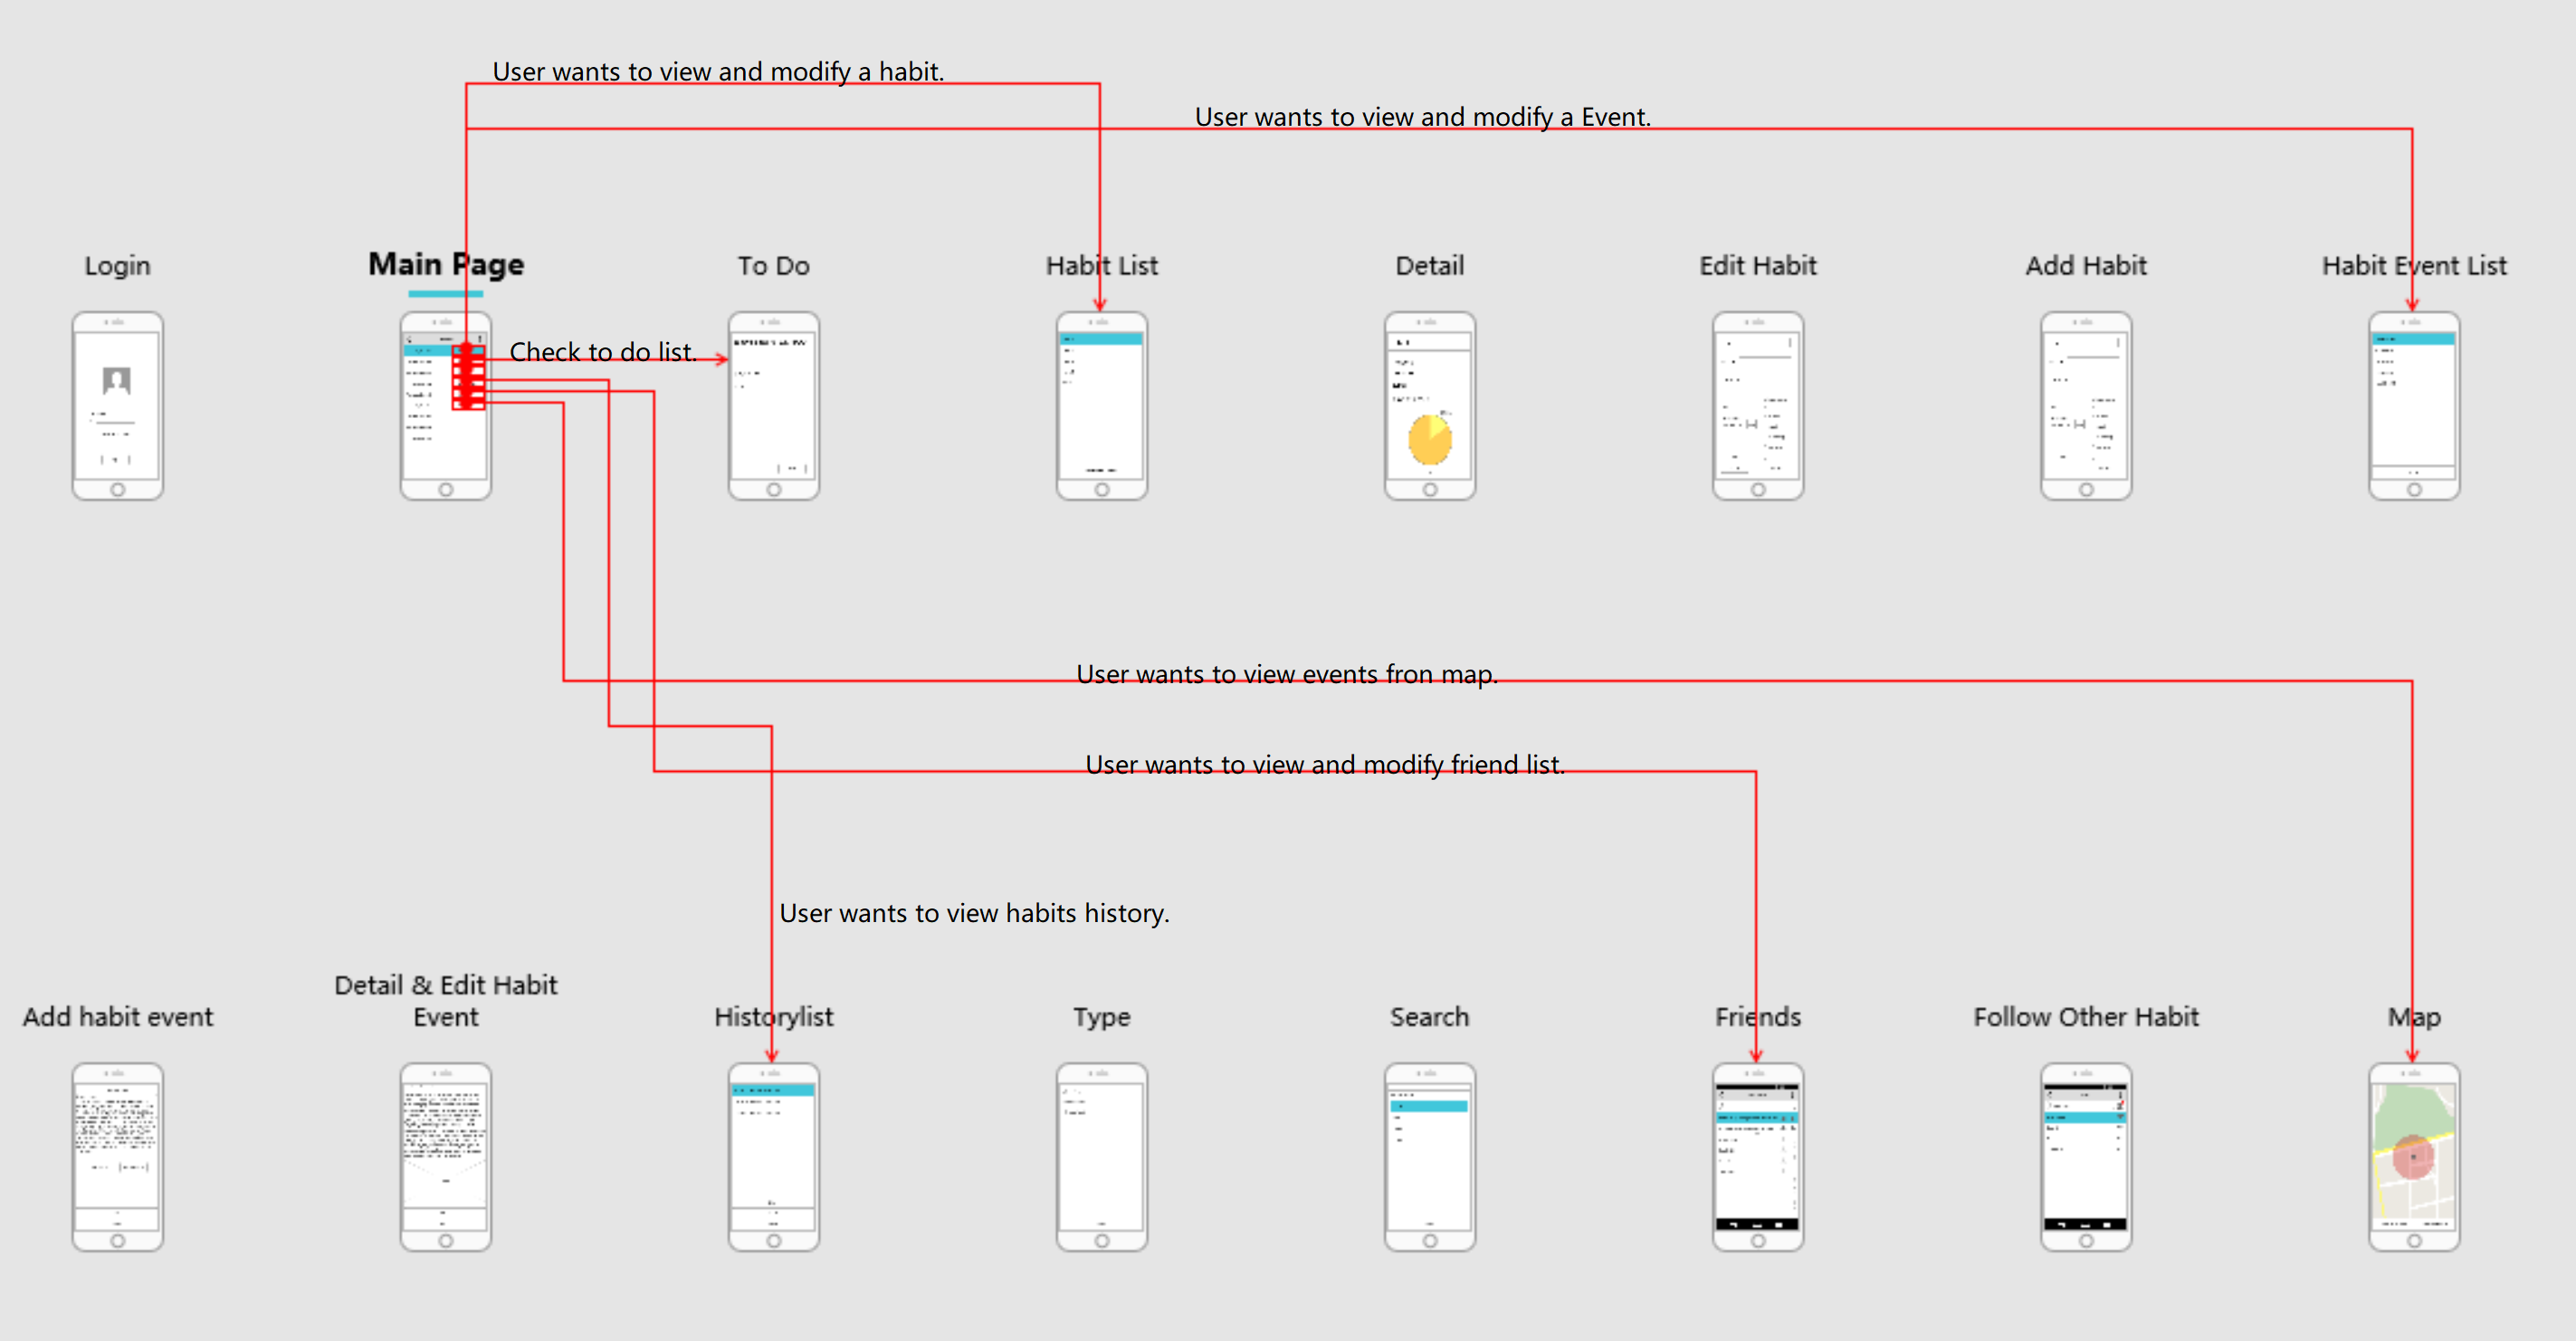 User wants to view and modify a habit.
User wants to view and modify a Event.
Login
Main Page
To Do
Habit List
Detail
Edit Habit
Add Habit
Habit Event List
Check to do list.
User wants to view events fron map.
User wants to view and modify friend list.
User wants to view habits history.
Add habit event
Detail & Edit Habit
Event
Historylist
Type
Search
Friends
Follow Other Habit
Map